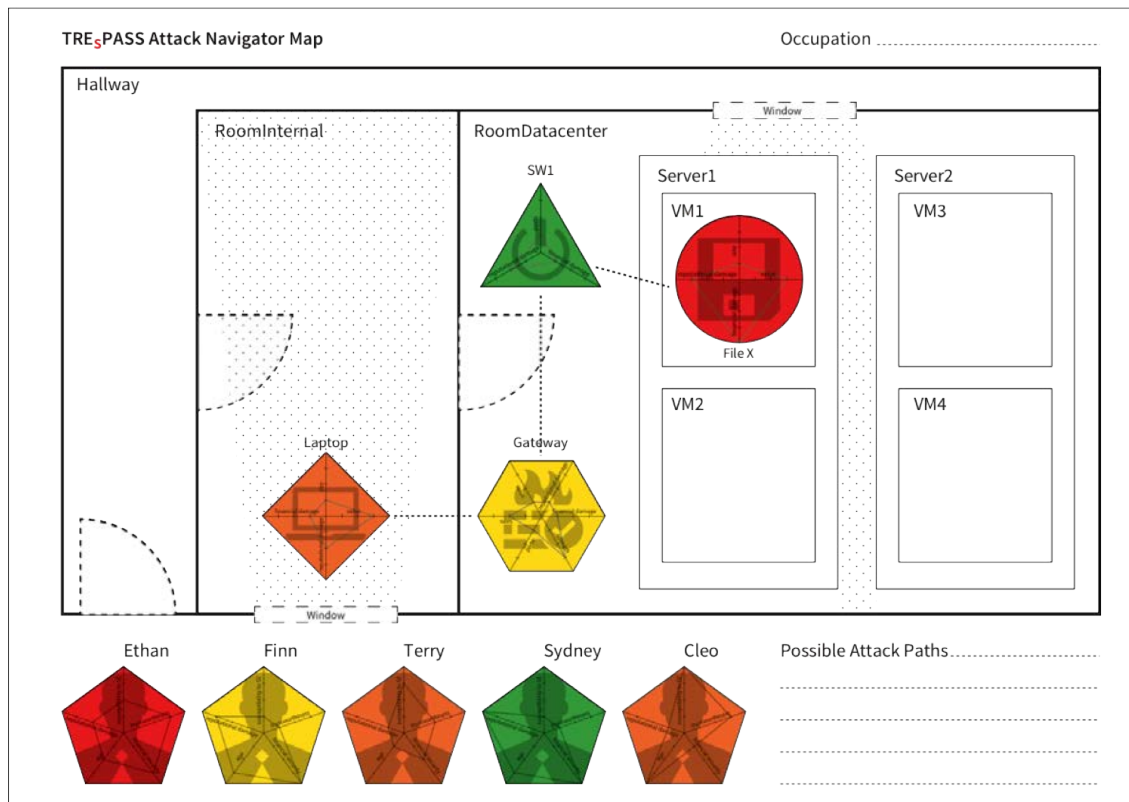 TRESPASS Attack Navigator Map
Occupation
Hallway
Window
RoomInternal
RoomDatacenter
SW1
Server1
Server2
VM1
VM3
File X
VM2
VM4
Laptop
Gateway
Window
Ethan
Finn
Terry
Sydney
Cleo
Possible Attack Paths